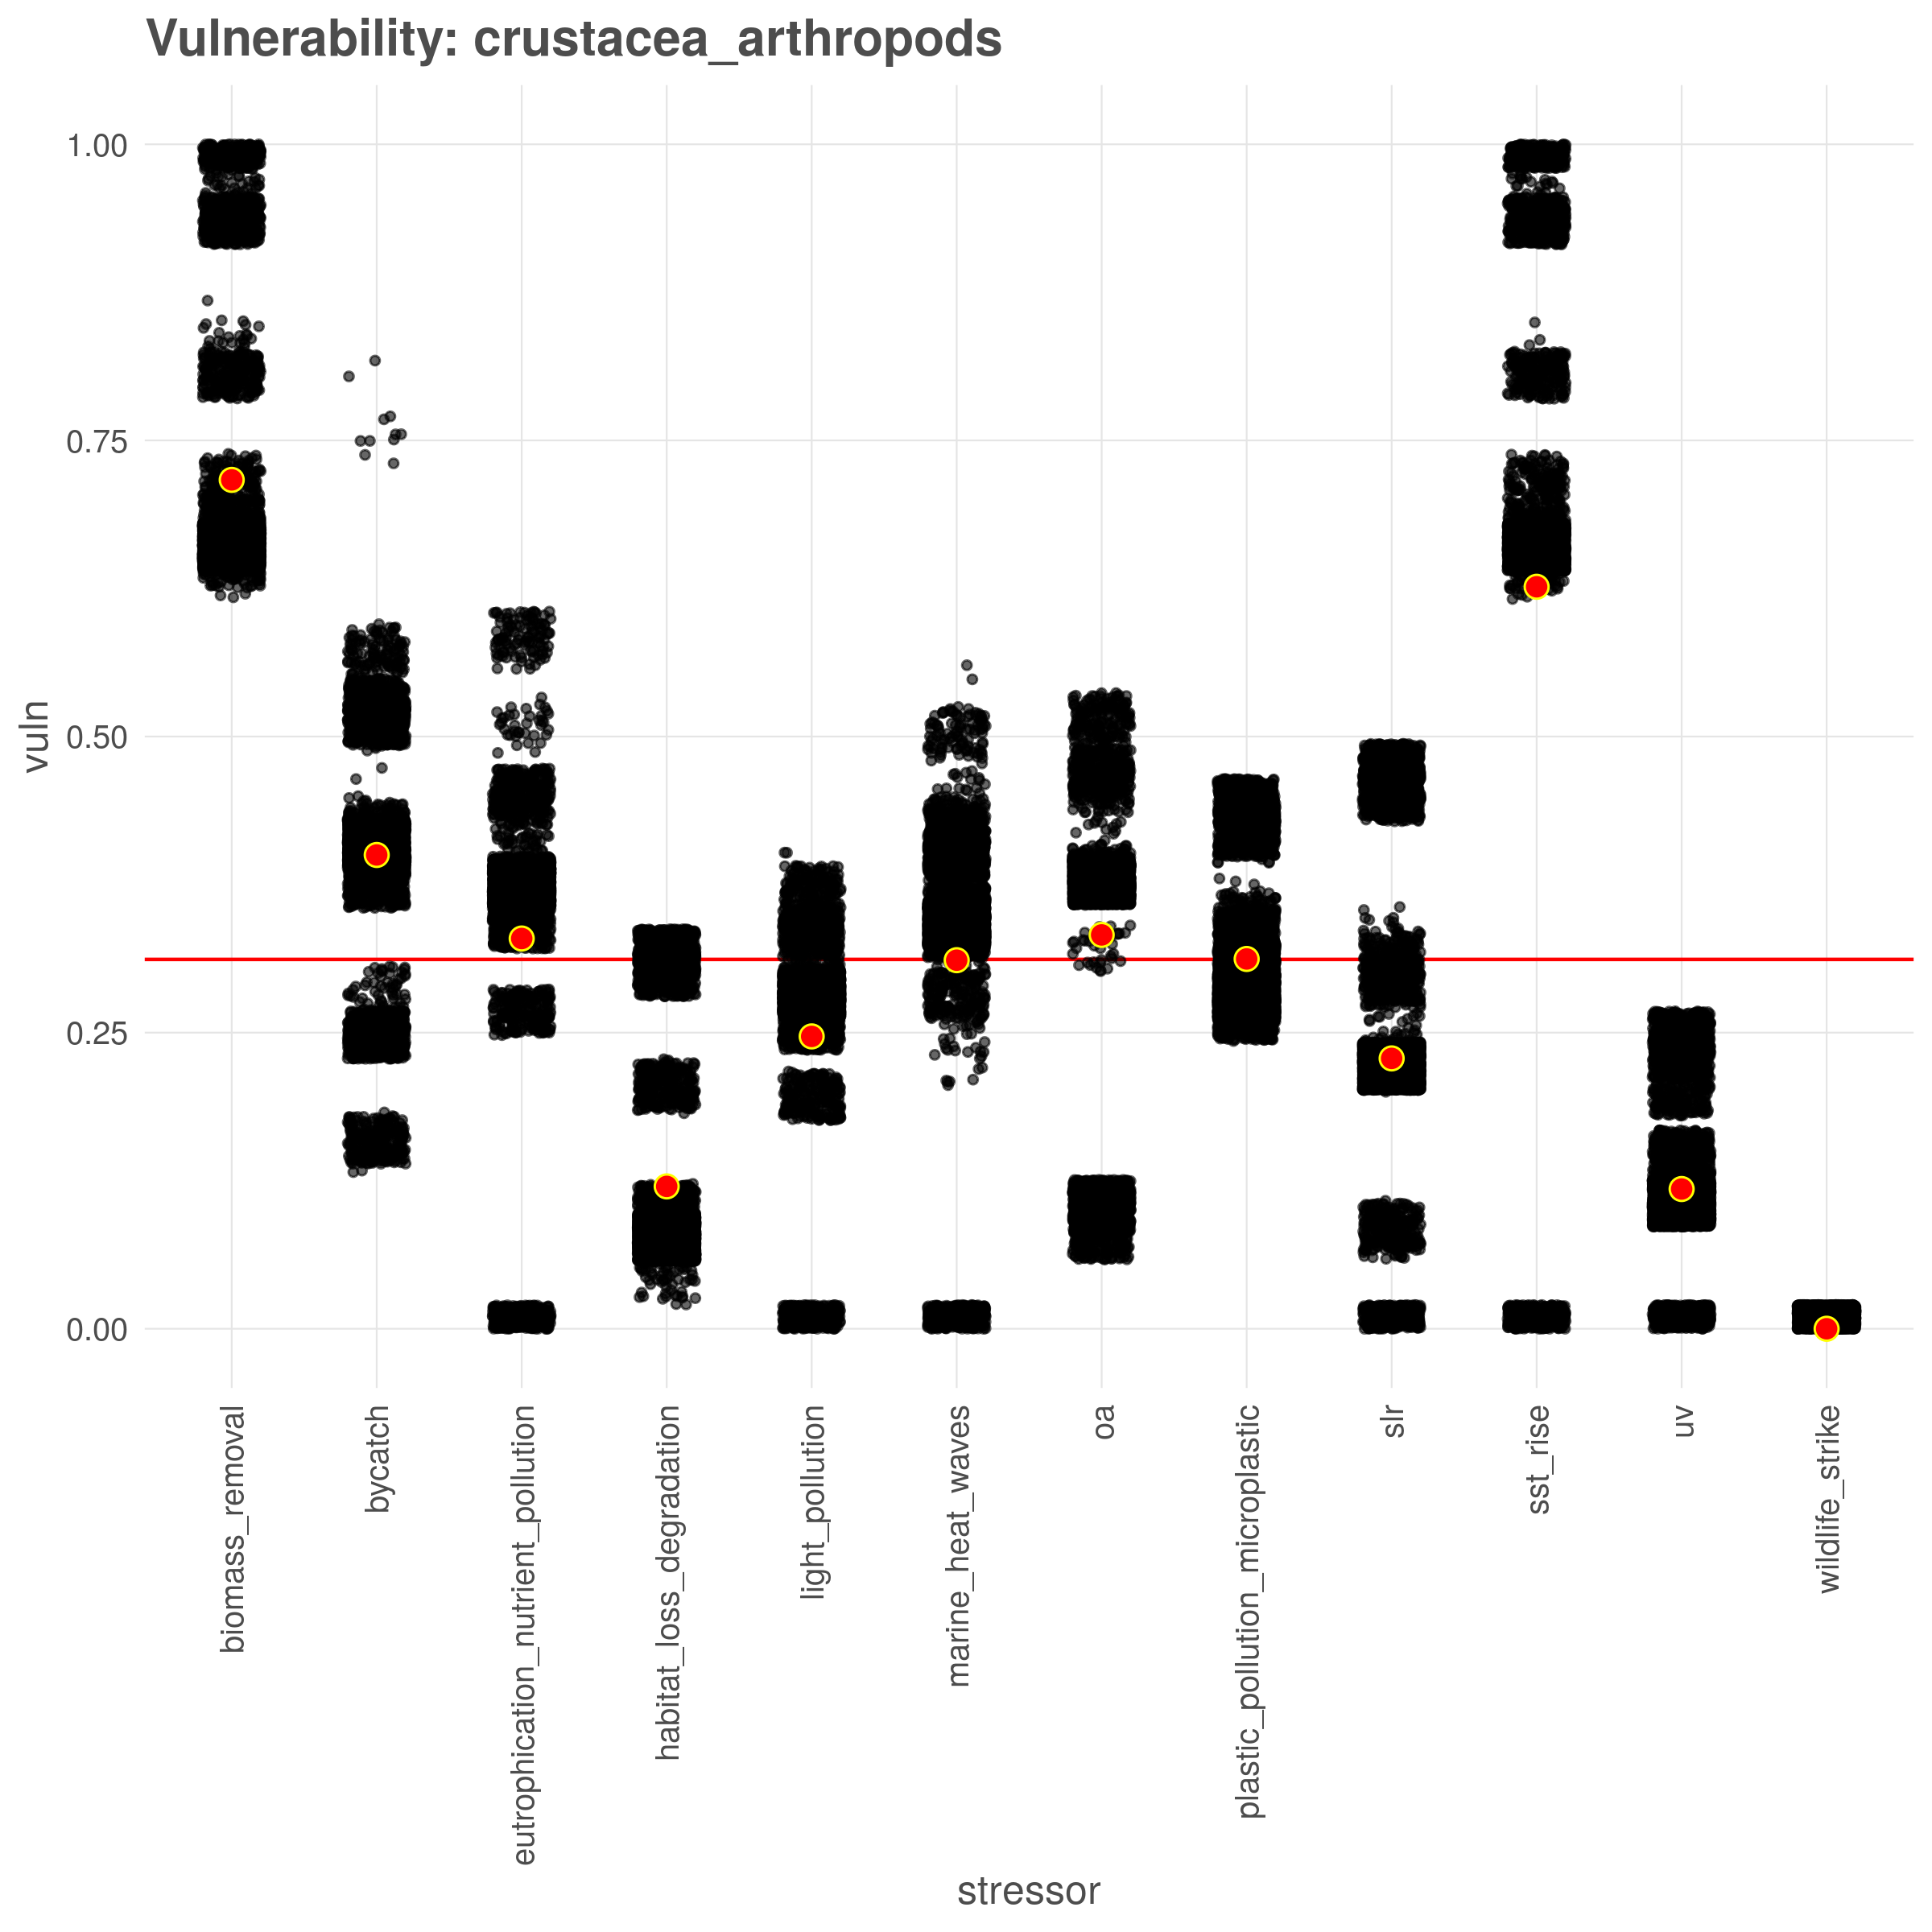 Vulnerability: crustacea_arthropods
vuln
1.00
0.75
0.50
0.25
0.00
biomass_removal
bycatch
eutrophication_nutrient_pollution
habitat_loss_degradation
light_pollution
marine_heat_waves
oa
plastic_pollution_microplastic
slr
sst_rise
uv
wildlife_strike
stressor